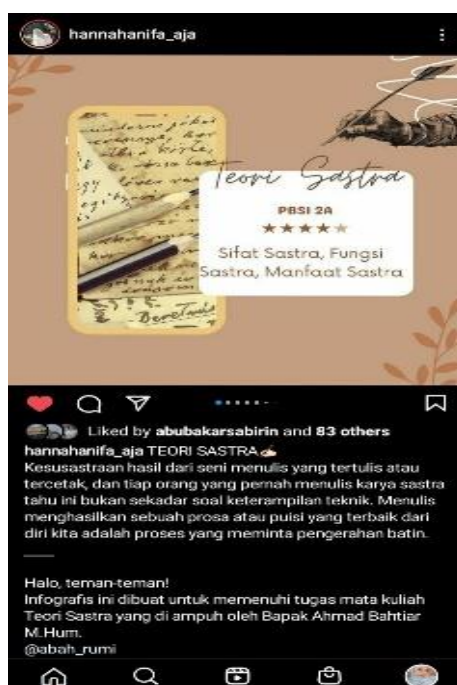 hannahanifa_aja
Teori Sastra
PBSI 2A
Sifat Sastra, Fungsi
Sastra, Manfaat Sastra
Liked by abubakarsabirin and 83 others
hannahanifa_aja TEORI SASTRA✍🏻
Kesusastraan hasil dari seni menulis yang tertulis atau
tercetak, dan tiap orang yang pernah menulis karya sastra
tahu ini bukan sekadar soal keterampilan teknik. Menulis
menghasilkan sebuah prosa atau puisi yang terbaik dari
diri kita adalah proses yang meminta pengerahan batin.
Halo, teman-teman!
Infografis ini dibuat untuk memenuhi tugas mata kuliah
Teori Sastra yang di ampuh oleh Bapak Ahmad Bahtiar
M.Hum.
@abah_rumi